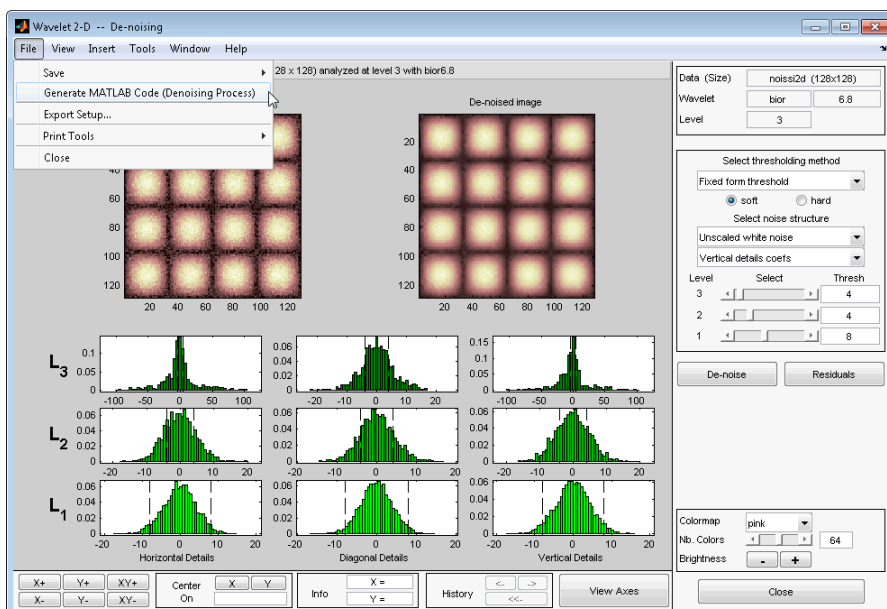 Wavelet 2-D -- De-noising
File View Insert Tools Window Help
28 x 128) analyzed at level 3 with bior6.8
Save
Generate MATLAB Code (Denoising Process)
Export Setup...
Print Tools
Close
De-noised image
40
60
80
100
120
20 40 60 80 100 120
20
40
60
80
100
120
20 40 60 80 100 120
L3
0.1
0.05
0
-100 -50 0 50 100
0.06
0.04
0.02
0
-20 -10 0 10 20
0.15
0.1
0.05
0
-100 -50 0 50
L2
0.06
0.04
0.02
0
-20 -10 0 10 20
0.06
0.04
0.02
0
-20 -10 0 10 20
0.06
0.04
0.02
0
-20 -10 0 10 20
L1
0.06
0.04
0.02
0
-20 -10 0 10 20
Horizontal Details
0.06
0.04
0.02
0
-20 -10 0 10 20
Diagonal Details
0.06
0.04
0.02
0
-20 -10 0 10 20
Vertical Details
Data (Size) noissi2d (128x128)
Wavelet bior 6.8
Level 3
Select thresholding method
Fixed form threshold
soft hard
Select noise structure
Unscaled white noise
Vertical details coefs
Level Select Thresh
3 4
2 4
1 8
De-noise Residuals
Colormap pink
Nb. Colors 64
Brightness - +
Close
X+ Y+ XY+
X- Y- XY-
Center
On
X Y
Info
X =
Y =
History
<- ->
<<-
View Axes